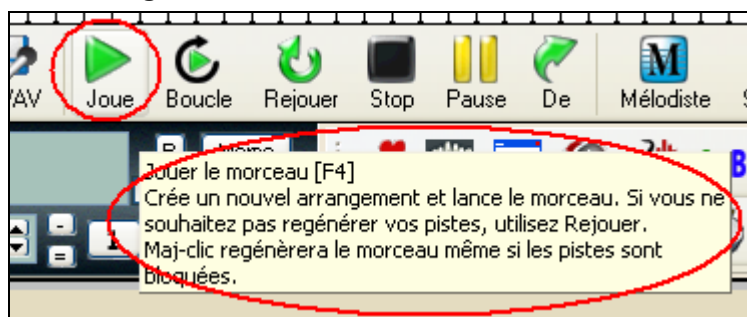 WAV Joue Boucle Rejouer Stop Pause De Mélodiste
Jouer le morceau [F4]
Crée un nouvel arrangement et lance le morceau. Si vous ne
souhaitez pas regénérer vos pistes, utilisez Rejouer.
Maj-clic regénèrera le morceau même si les pistes sont
bloquées.